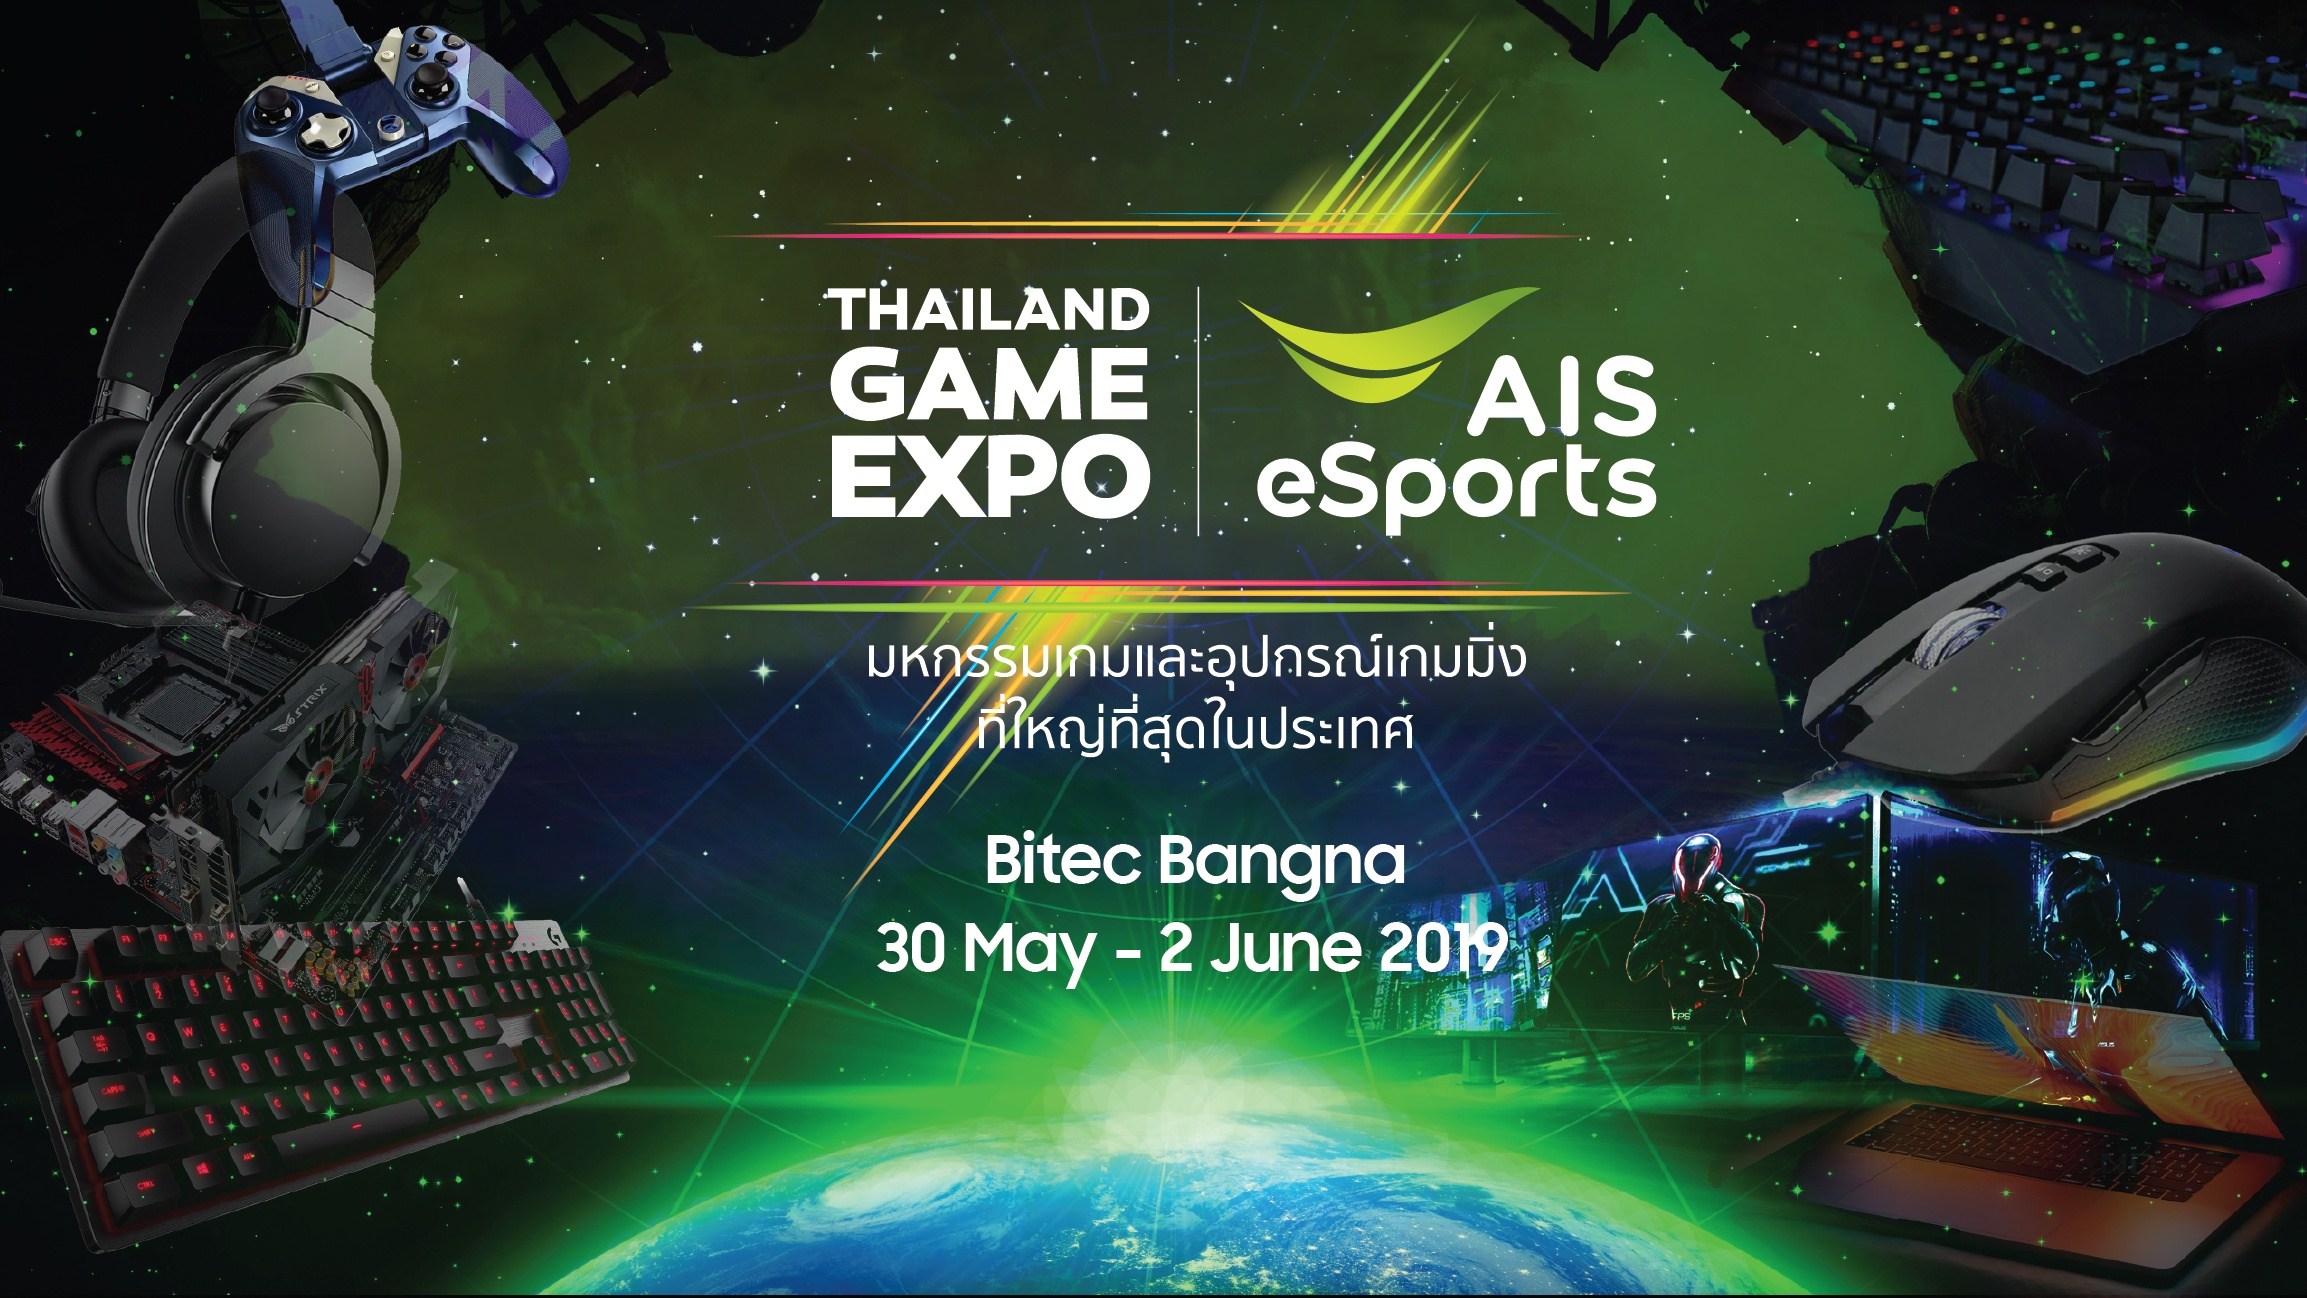 THAILAND
GAME
EXPO
AIS
eSports
มหกรรมเกมและอุปกรณ์เกมมิ่ง
ที่ใหญ่ที่สุดในประเทศ
Bitec Bangna
30 May - 2 June 2019
STRIX